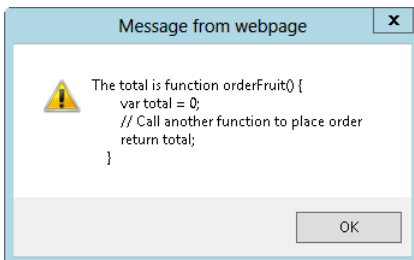 Message from webpage
x
The total is function orderFruit() {
var total = 0;
// Call another function to place order
return total;
}
OK